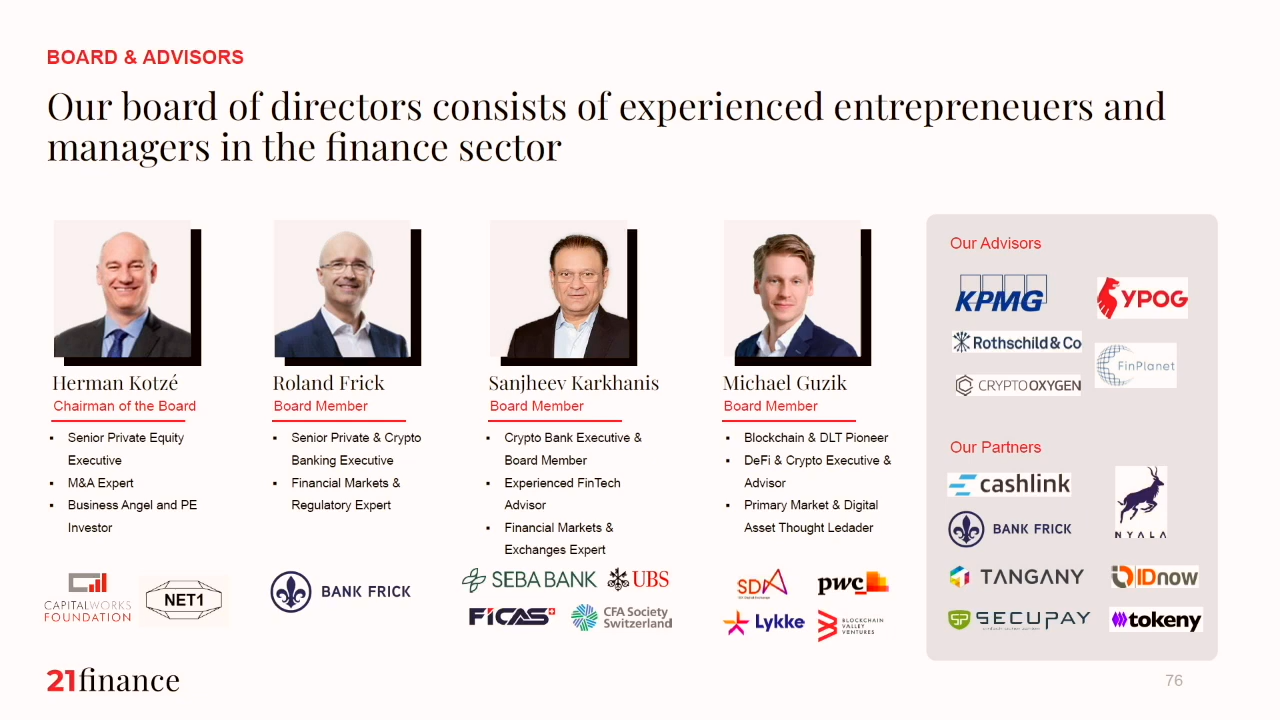 BOARD & ADVISORS
Our board of directors consists of experienced entrepreneuers and
managers in the finance sector
Herman Kotzé
Chairman of the Board
▪ Senior Private Equity
Executive
▪ M&A Expert
▪ Business Angel and PE
Investor
CAPITALWORKS
FOUNDATION
NET1
Roland Frick
Board Member
▪ Senior Private & Crypto
Banking Executive
▪ Financial Markets &
Regulatory Expert
BANK FRICK
Sanjheev Karkhanis
Board Member
▪ Crypto Bank Executive &
Board Member
▪ Experienced FinTech
Advisor
▪ Financial Markets &
Exchanges Expert
SEBA BANK
UBS
FiCAS
CFA Society
Switzerland
Michael Guzik
Board Member
▪ Blockchain & DLT Pioneer
▪ DeFi & Crypto Executive &
Advisor
▪ Primary Market & Digital
Asset Thought Ledader
SDA
pwc
Lykke
BLOCKCHAIN
VALLEY
VENTURES
Our Advisors
KPMG
YPOG
Rothschild & Co
FinPlanet
CRYPTO OXYGEN
Our Partners
cashlink
NYALA
BANK FRICK
TANGANY
IDnow
SP SECUPAY
tokeny
21finance
76